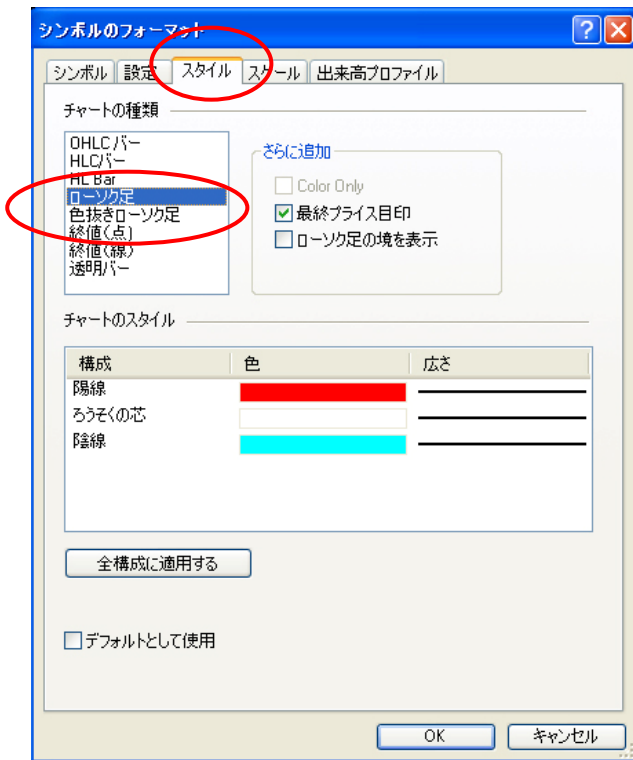 シンボルのフォーマット
シンボル 設定 スタイル スケール 出来高プロファイル
チャートの種類
OHLCバー
HLCバー
HL Bar
ローソク足
色抜きローソク足
終値(点)
終値(線)
透明バー
さらに追加
Color Only
最終プライス目印
ローソク足の境を表示
チャートのスタイル
構成 色 広さ
陽線
ろうそくの芯
陰線
全構成に適用する
デフォルトとして使用
OK キャンセル